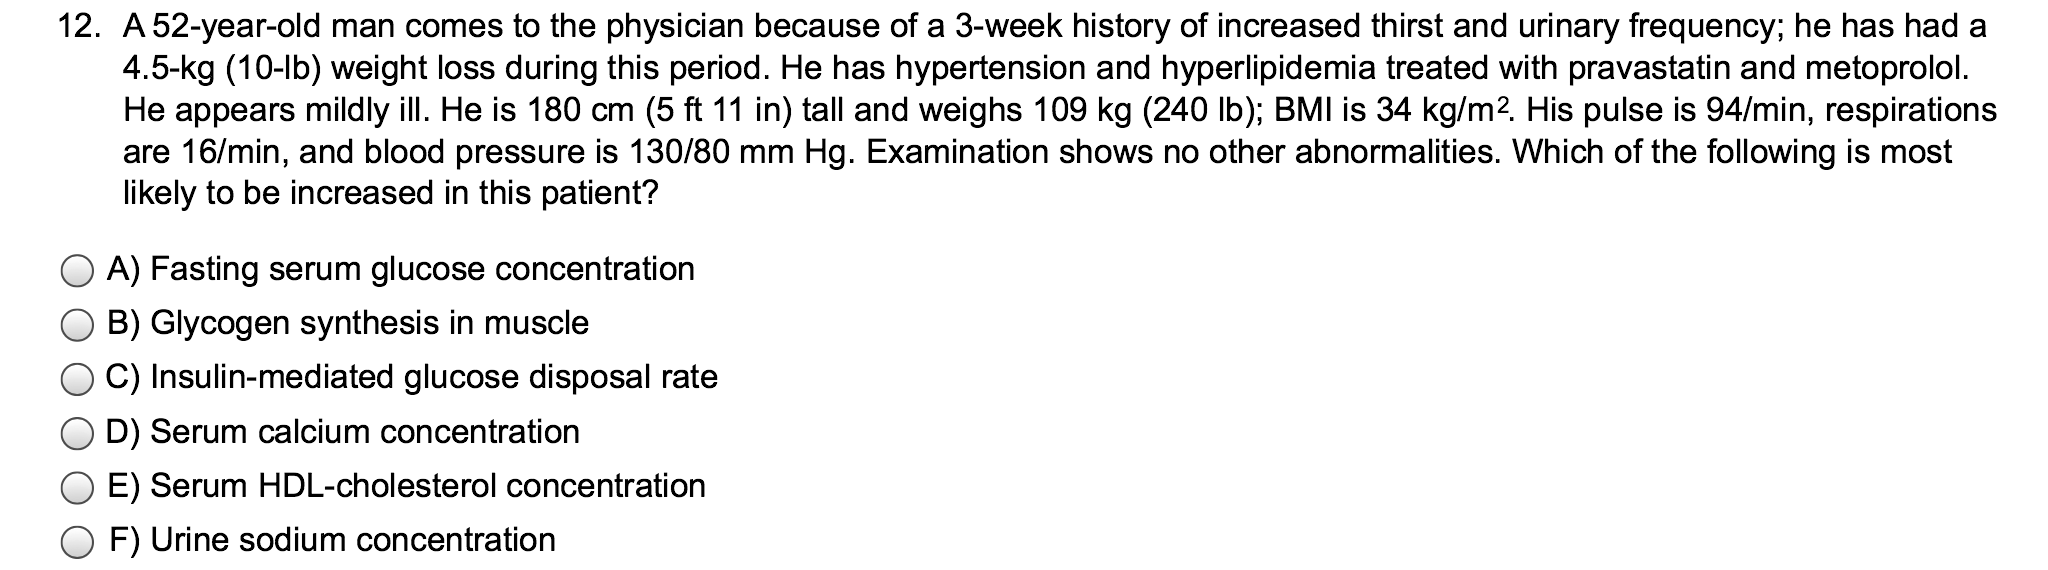 12. A 52-year-old man comes to the physician because of a 3-week history of increased thirst and urinary frequency; he has had a
4.5-kg (10-lb) weight loss during this period. He has hypertension and hyperlipidemia treated with pravastatin and metoprolol.
He appears mildly ill. He is 180 cm (5 ft 11 in) tall and weighs 109 kg (240 lb); BMI is 34 kg/m2. His pulse is 94/min, respirations
are 16/min, and blood pressure is 130/80 mm Hg. Examination shows no other abnormalities. Which of the following is most
likely to be increased in this patient?
A) Fasting serum glucose concentration
B) Glycogen synthesis in muscle
C) Insulin-mediated glucose disposal rate
D) Serum calcium concentration
E) Serum HDL-cholesterol concentration
F) Urine sodium concentration